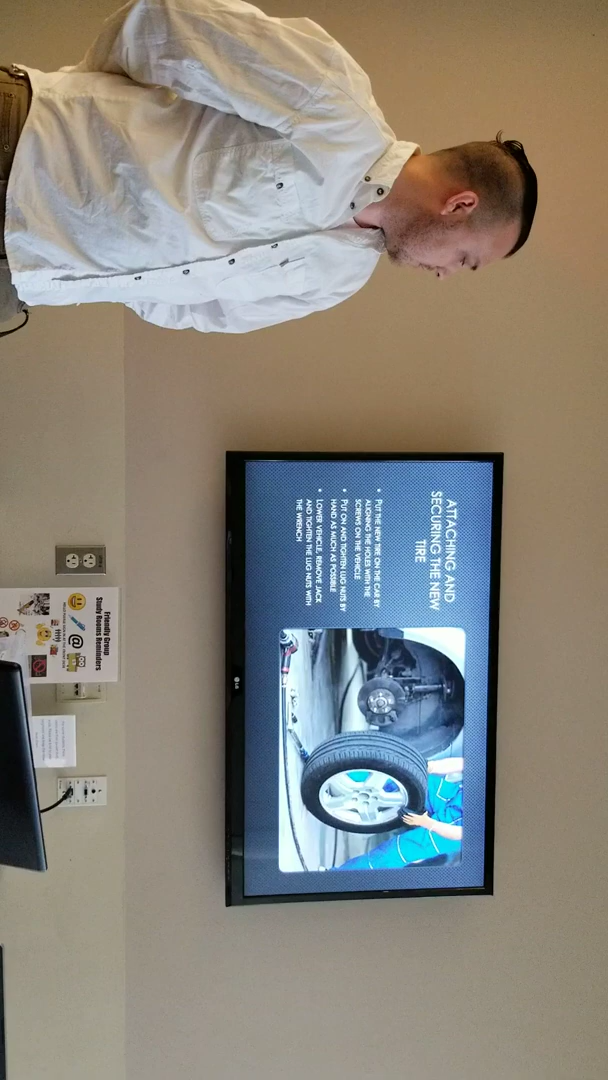 ATTACHING AND
SECURING THE NEW
TIRE
• PUT THE NEW TIRE ON THE CAR BY
ALIGNING THE HOLES WITH THE
SCREWS ON THE VEHICLE
• PUT ON AND TIGHTEN LUG NUTS BY
HAND AS MUCH AS POSSIBLE
• LOWER VEHICLE, REMOVE JACK
AND TIGHTEN THE LUG NUTS WITH
THE WRENCH
LG
Friendly Group
Study Rooms Reminders